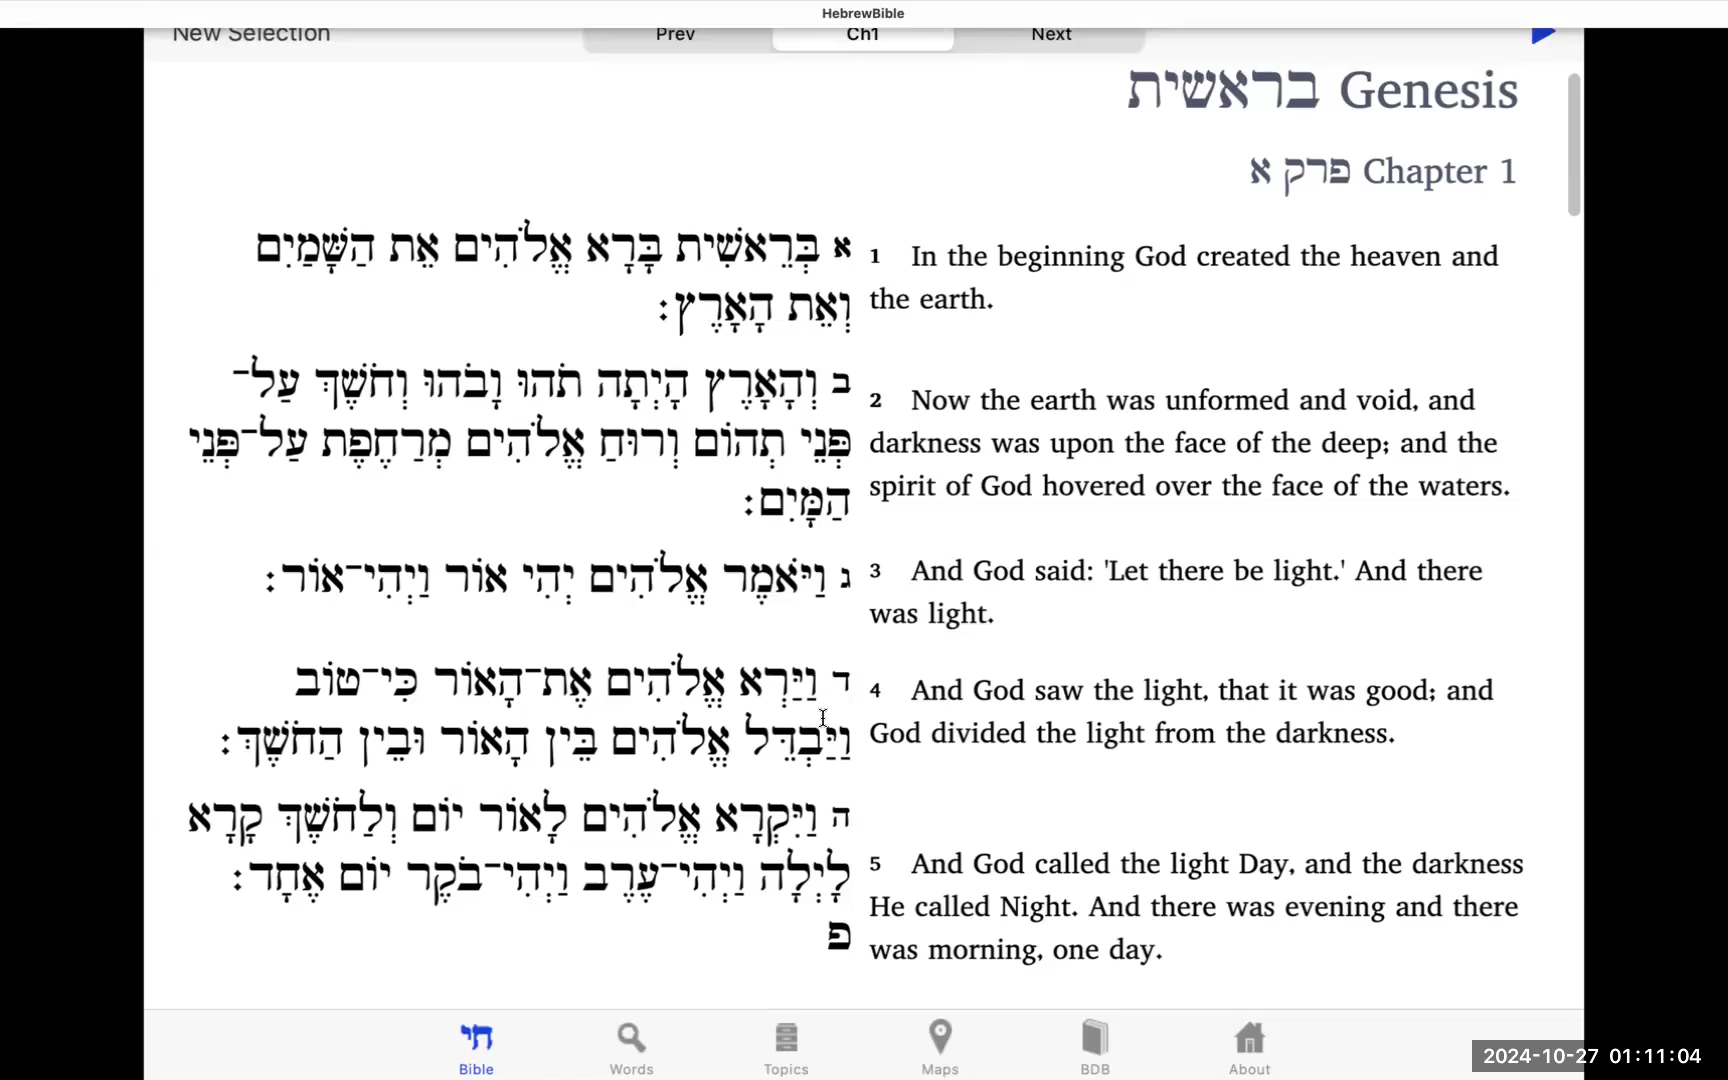 HebrewBible
New Selection
Prev
Ch1
Next
בראשית Genesis
פרק א Chapter 1
א בְּרֵאשִׁית בָּרָא אֱלֹהִים אֵת הַשָּׁמַיִם
וְאֵת הָאָרֶץ׃
1 In the beginning God created the heaven and
the earth.
ב וְהָאָרֶץ הָיְתָה תֹהוּ וָבֹהוּ וְחֹשֶׁךְ עַל־
פְּנֵי תְהוֹם וְרוּחַ אֱלֹהִים מְרַחֶפֶת עַל־פְּנֵי
הַמָּיִם׃
2 Now the earth was unformed and void, and
darkness was upon the face of the deep; and the
spirit of God hovered over the face of the waters.
ג וַיֹּאמֶר אֱלֹהִים יְהִי אוֹר וַיְהִי־אוֹר׃
3 And God said: 'Let there be light.' And there
was light.
ד וַיַּרְא אֱלֹהִים אֶת־הָאוֹר כִּי־טוֹב
וַיַּבְדֵּל אֱלֹהִים בֵּין הָאוֹר וּבֵין הַחֹשֶׁךְ׃
4 And God saw the light, that it was good; and
God divided the light from the darkness.
ה וַיִּקְרָא אֱלֹהִים לָאוֹר יוֹם וְלַחֹשֶׁךְ קָרָא
לָיְלָה וַיְהִי־עֶרֶב וַיְהִי־בֹקֶר יוֹם אֶחָד׃
פ
5 And God called the light Day, and the darkness
He called Night. And there was evening and there
was morning, one day.
חי
Bible
Words
Topics
Maps
BDB
About
2024-10-27 01:11:04